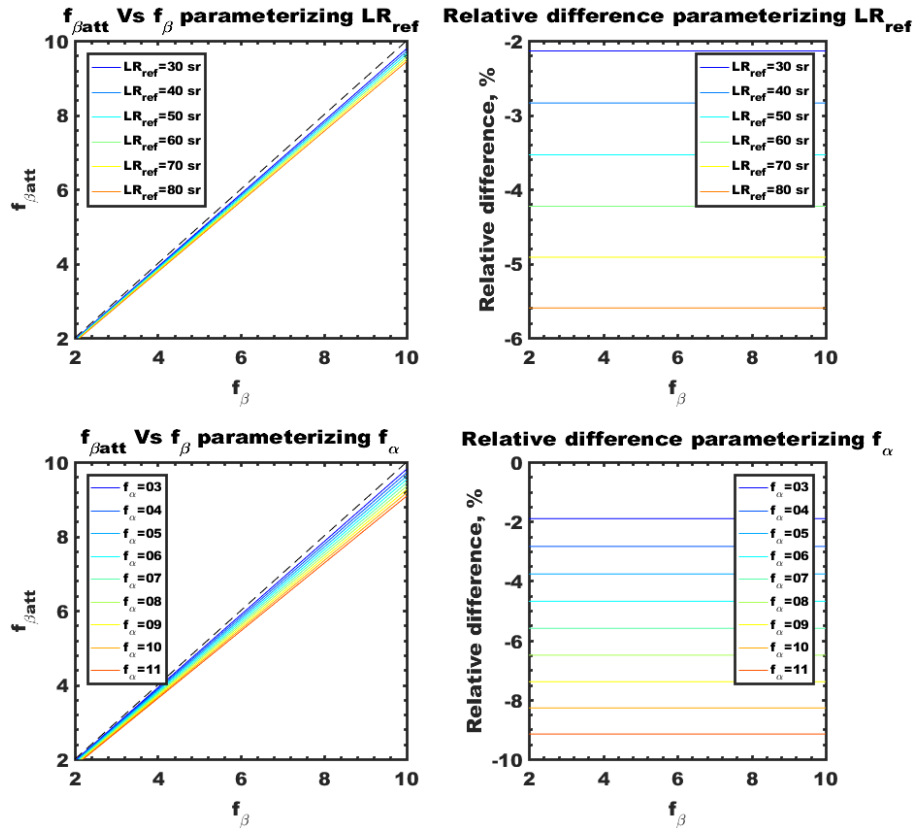 fβatt Vs fβ parameterizing LRref
10
8
6
4
2
fβatt
LRref=30 sr
LRref=40 sr
LRref=50 sr
LRref=60 sr
LRref=70 sr
LRref=80 sr
2 4 6 8 10
fβ
Relative difference parameterizing LRref
-2
-3
-4
-5
-6
Relative difference, %
LRref=30 sr
LRref=40 sr
LRref=50 sr
LRref=60 sr
LRref=70 sr
LRref=80 sr
2 4 6 8 10
fβ
fβatt Vs fβ parameterizing fα
10
8
6
4
2
fβatt
fα=03
fα=04
fα=05
fα=06
fα=07
fα=08
fα=09
fα=10
fα=11
2 4 6 8 10
fβ
Relative difference parameterizing fα
0
-2
-4
-6
-8
-10
Relative difference, %
fα=03
fα=04
fα=05
fα=06
fα=07
fα=08
fα=09
fα=10
fα=11
2 4 6 8 10
fβ